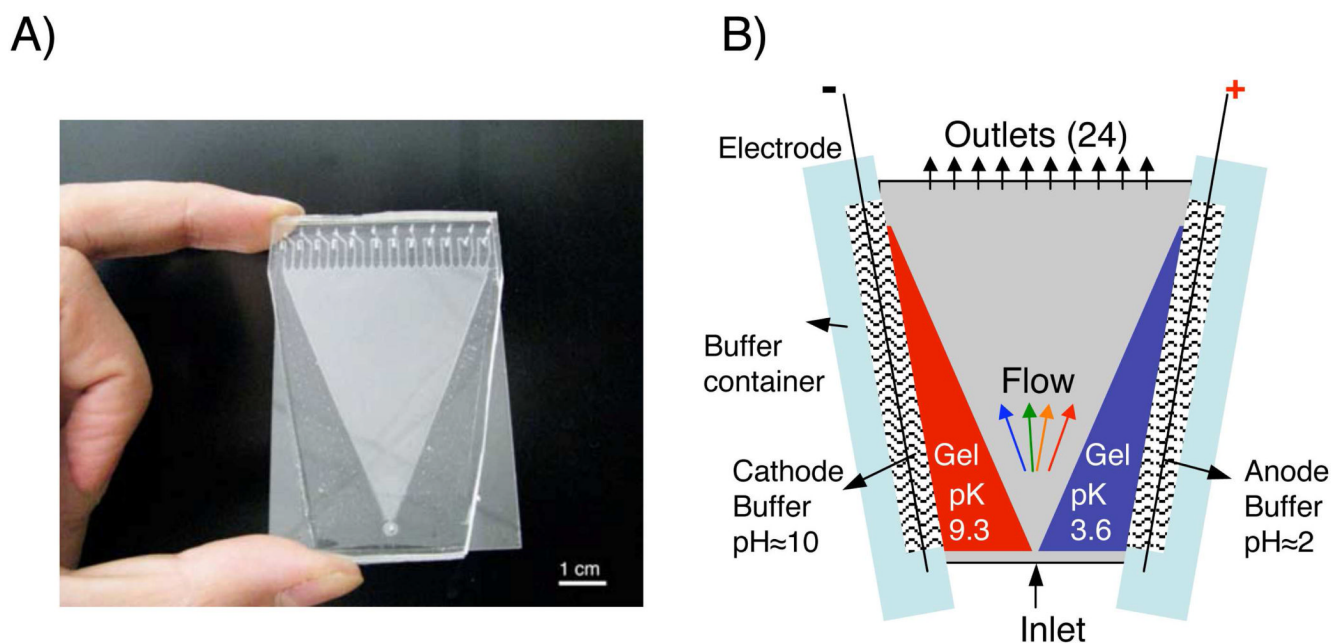 A)
1 cm
B)
-
+
Outlets (24)
Electrode
Buffer
container
Flow
Gel
pK
9.3
Gel
pK
3.6
Cathode
Buffer
pH≈10
Anode
Buffer
pH≈2
Inlet